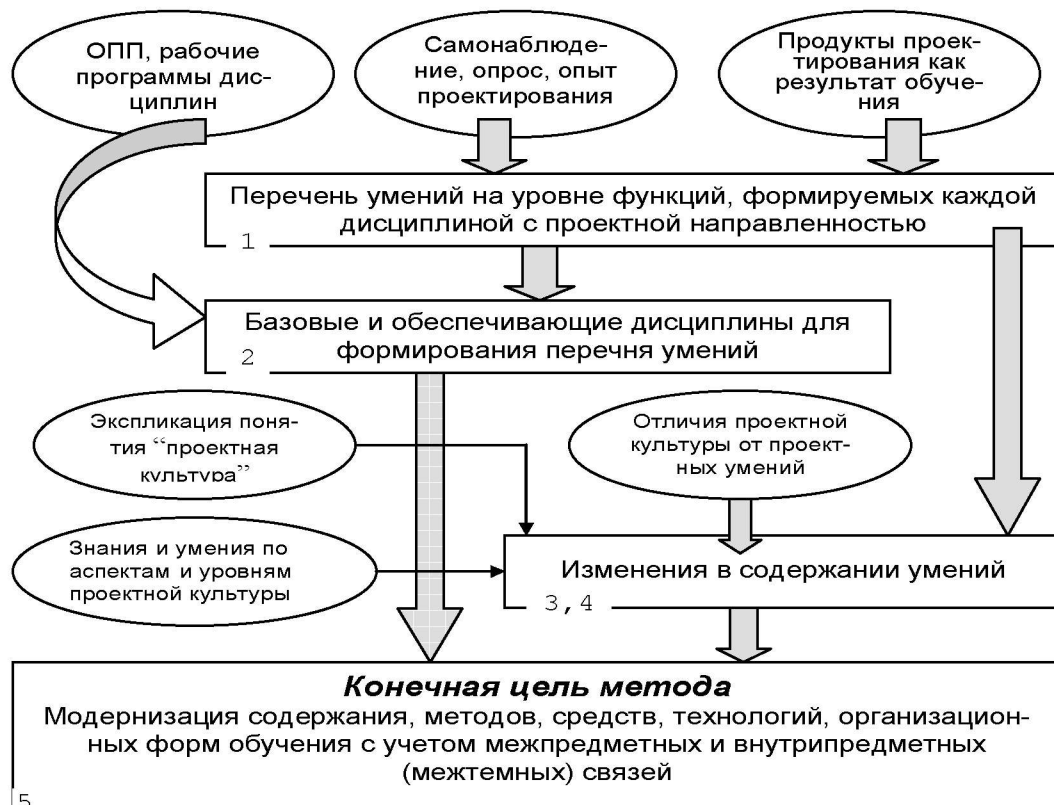 ОПП, рабочие
программы дис-
циплин
Самонаблюде-
ние, опрос, опыт
проектирования
Продукты проек-
тирования как
результат обуче-
ния
Перечень умений на уровне функций, формируемых каждой
дисциплиной с проектной направленностью
1
Базовые и обеспечивающие дисциплины для
формирования перечня умений
2
Экспликация поня-
тия “проектная
культура”
Отличия проектной
культуры от проект-
ных умений
Знания и умения по
аспектам и уровням
проектной культуры
Изменения в содержании умений
3, 4
Конечная цель метода
Модернизация содержания, методов, средств, технологий, организацион-
ных форм обучения с учетом межпредметных и внутрипредметных
(межтемных) связей
5